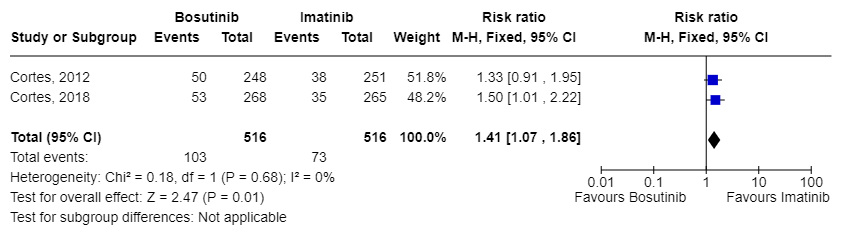 Bosutinib Imatinib Risk ratio Risk ratio
Study or Subgroup Events Total Events Total Weight M-H, Fixed, 95% CI M-H, Fixed, 95% CI
Cortes, 2012 50 248 38 251 51.8% 1.33 [0.91 , 1.95]
Cortes, 2018 53 268 35 265 48.2% 1.50 [1.01 , 2.22]
Total (95% CI) 516 516 100.0% 1.41 [1.07 , 1.86]
Total events: 103 73
Heterogeneity: Chi² = 0.18, df = 1 (P = 0.68); I² = 0%
Test for overall effect: Z = 2.47 (P = 0.01)
Test for subgroup differences: Not applicable
0.01 0.1 1 10 100
Favours Bosutinib Favours Imatinib